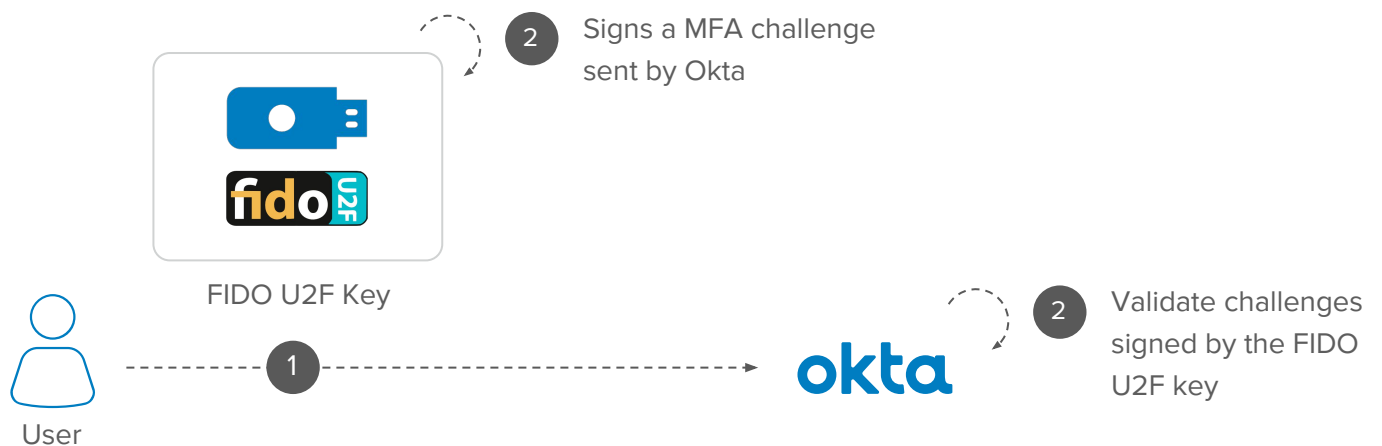 2
Signs a MFA challenge
sent by Okta
fido
U2F
FIDO U2F Key
2
Validate challenges
signed by the FIDO
U2F key
1
okta
User